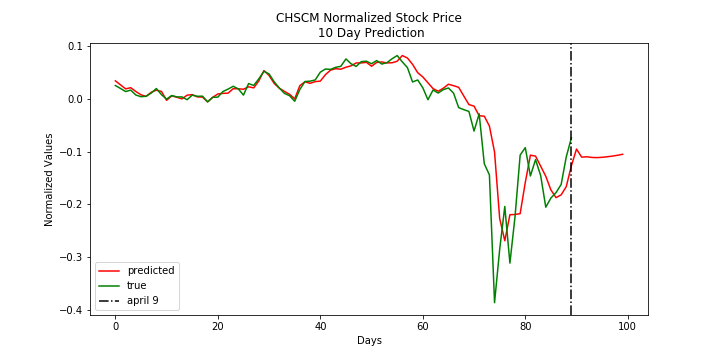 CHSCM Normalized Stock Price
10 Day Prediction
0.1
0.0
−0.1
−0.2
−0.3
−0.4
Normalized Values
predicted
true
april 9
0 20 40 60 80 100
Days